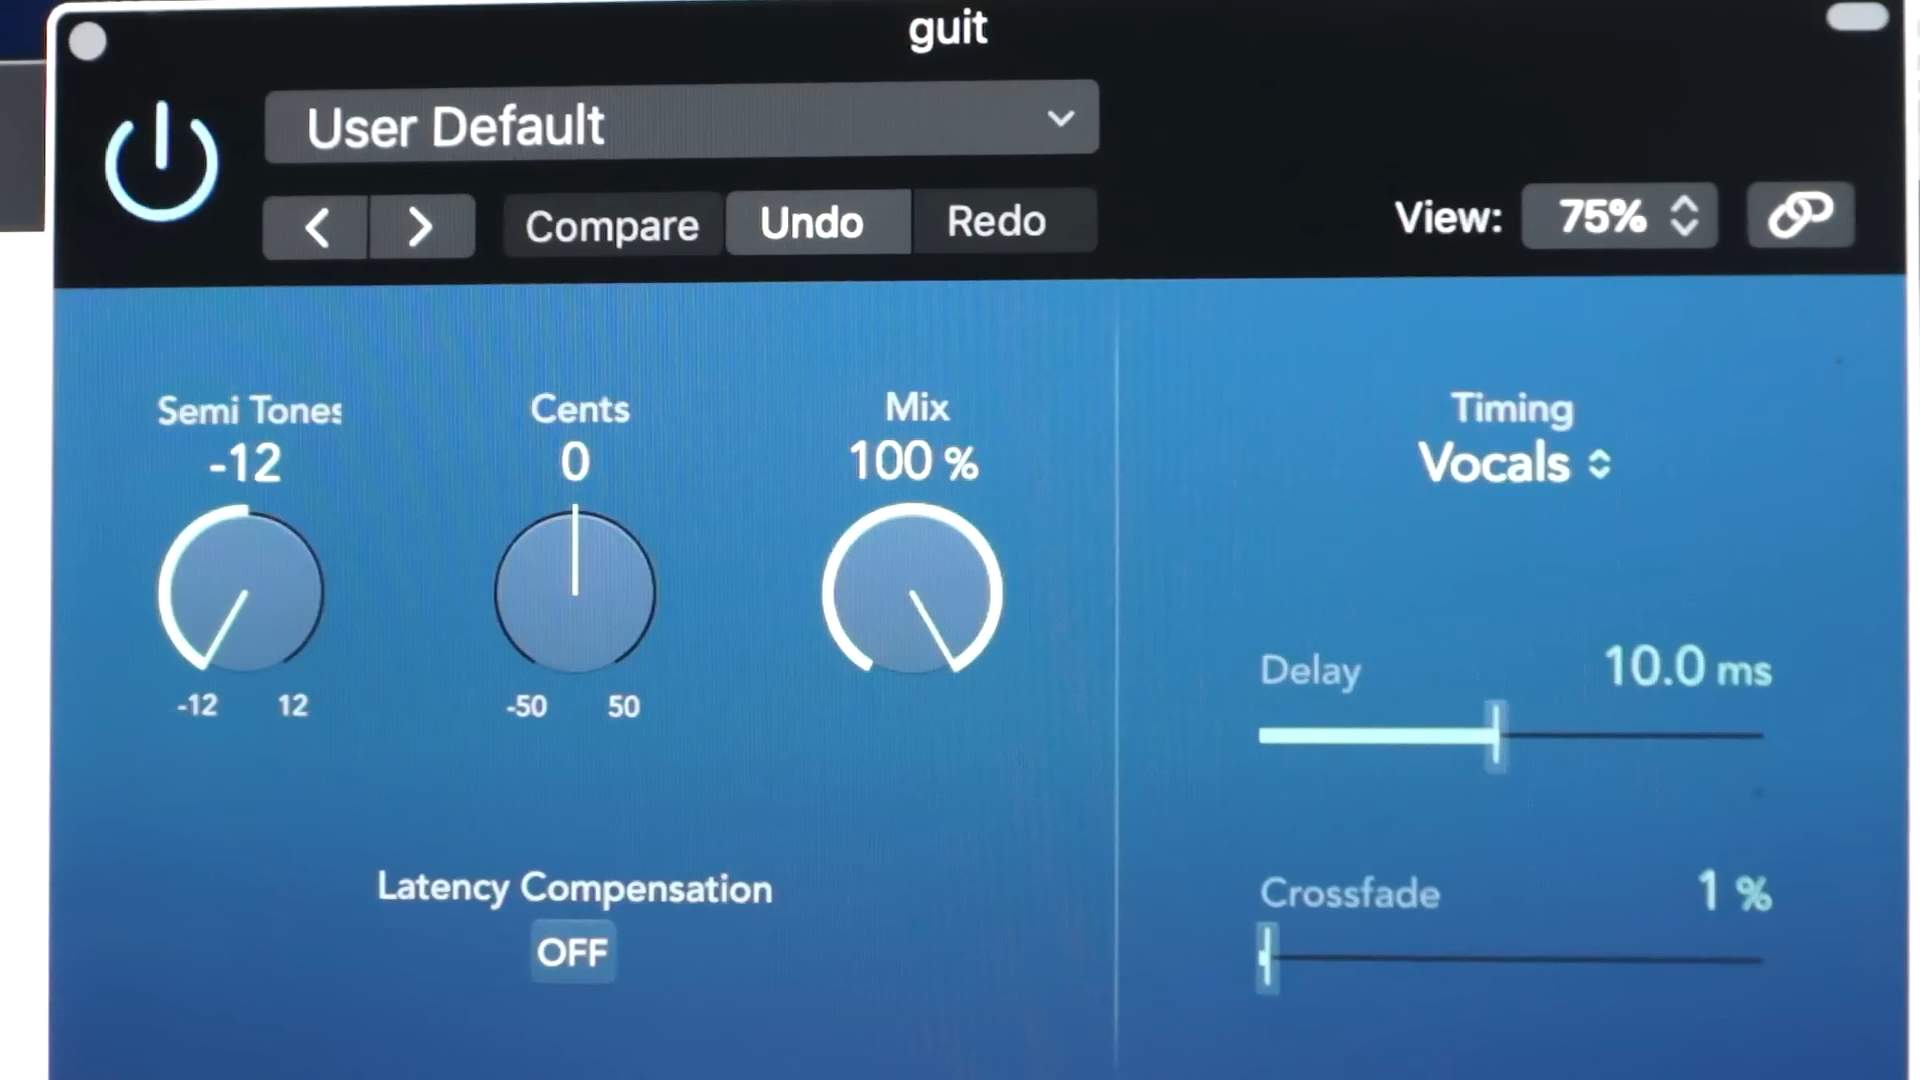 guit
User Default
Compare Undo Redo
View: 75%
Semi Tones Cents Mix Timing
-12 0 100 % Vocals
Delay 10.0 ms
-12 12 -50 50
Latency Compensation
OFF
Crossfade 1 %